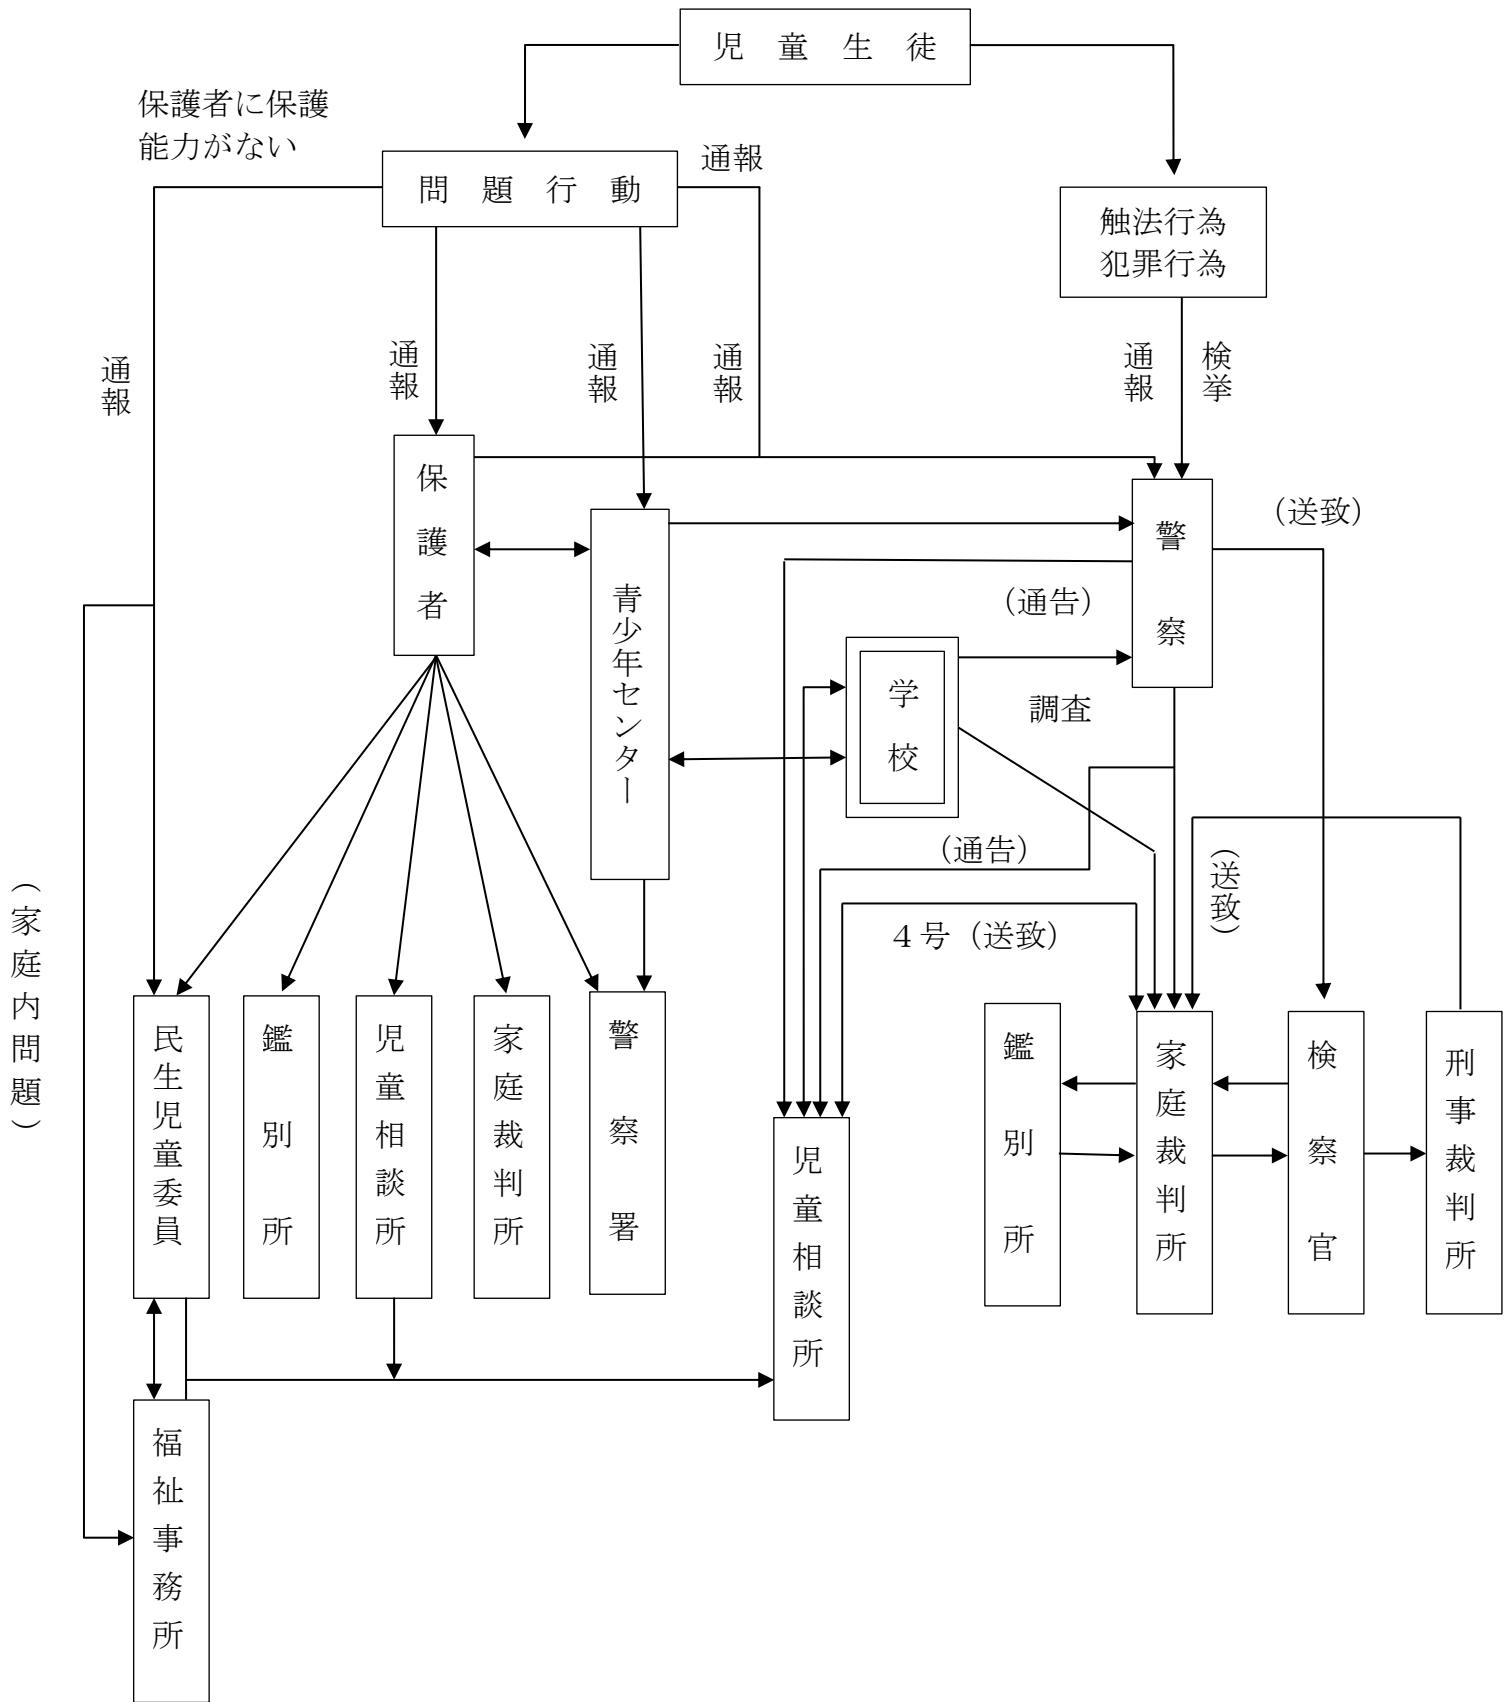 児童生徒
保護者に保護
能力がない
通報
問題行動
触法行為
犯罪行為
通報
通報
通報
通報
通報
検挙
保護者
警察
（送致）
青少年センター
（通告）
学校
調査
（通告）
（送致）
４号（送致）
（家庭内問題）
民生児童委員
鑑別所
児童相談所
家庭裁判所
警察署
児童相談所
鑑別所
家庭裁判所
検察官
刑事裁判所
福祉事務所